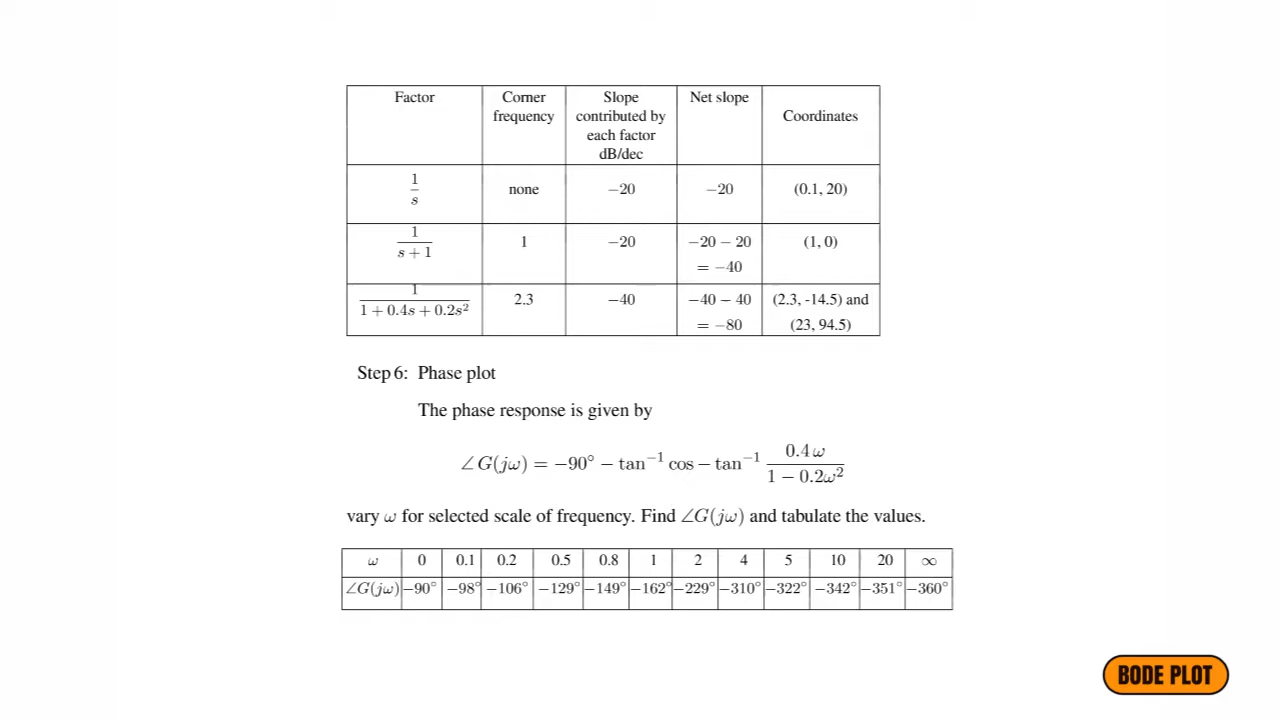 Factor Corner frequency Slope contributed by each factor dB/dec Net slope Coordinates
1/s none −20 −20 (0.1, 20)
1/(s + 1) 1 −20 −20 − 20 = −40 (1, 0)
1/(1 + 0.4s + 0.2s²) 2.3 −40 −40 − 40 = −80 (2.3, -14.5) and (23, 94.5)
Step 6: Phase plot
The phase response is given by
∠G(jω) = −90° − tan⁻¹ cos − tan⁻¹ 0.4 ω / (1 − 0.2ω²)
vary ω for selected scale of frequency. Find ∠G(jω) and tabulate the values.
ω 0 0.1 0.2 0.5 0.8 1 2 4 5 10 20 ∞
∠G(jω) −90° −98° −106° −129° −149° −162° −229° −310° −322° −342° −351° −360°
BODE PLOT